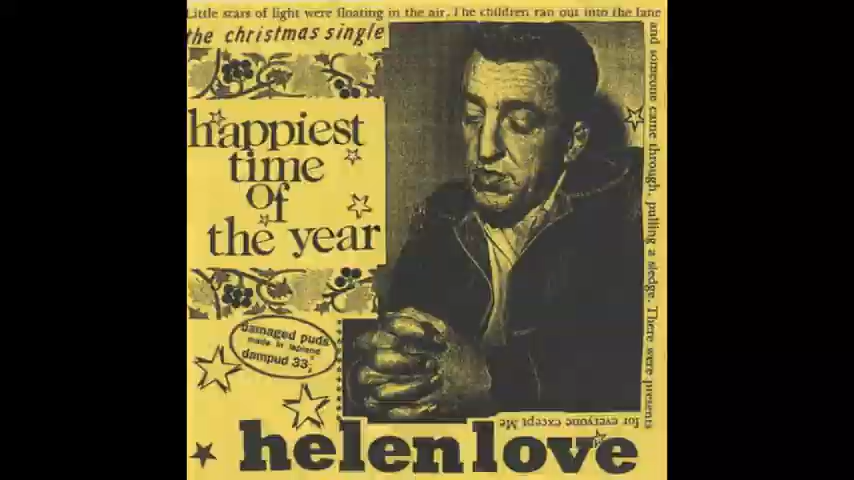 Little stars of light were floating in the air. The children ran out into the lane
and someone came through, pulling a sledge. There were presents
for everyone except Me
the christmas single
happiest
time
of
the year
damaged puds
made in lapland
dampud 33
helen love